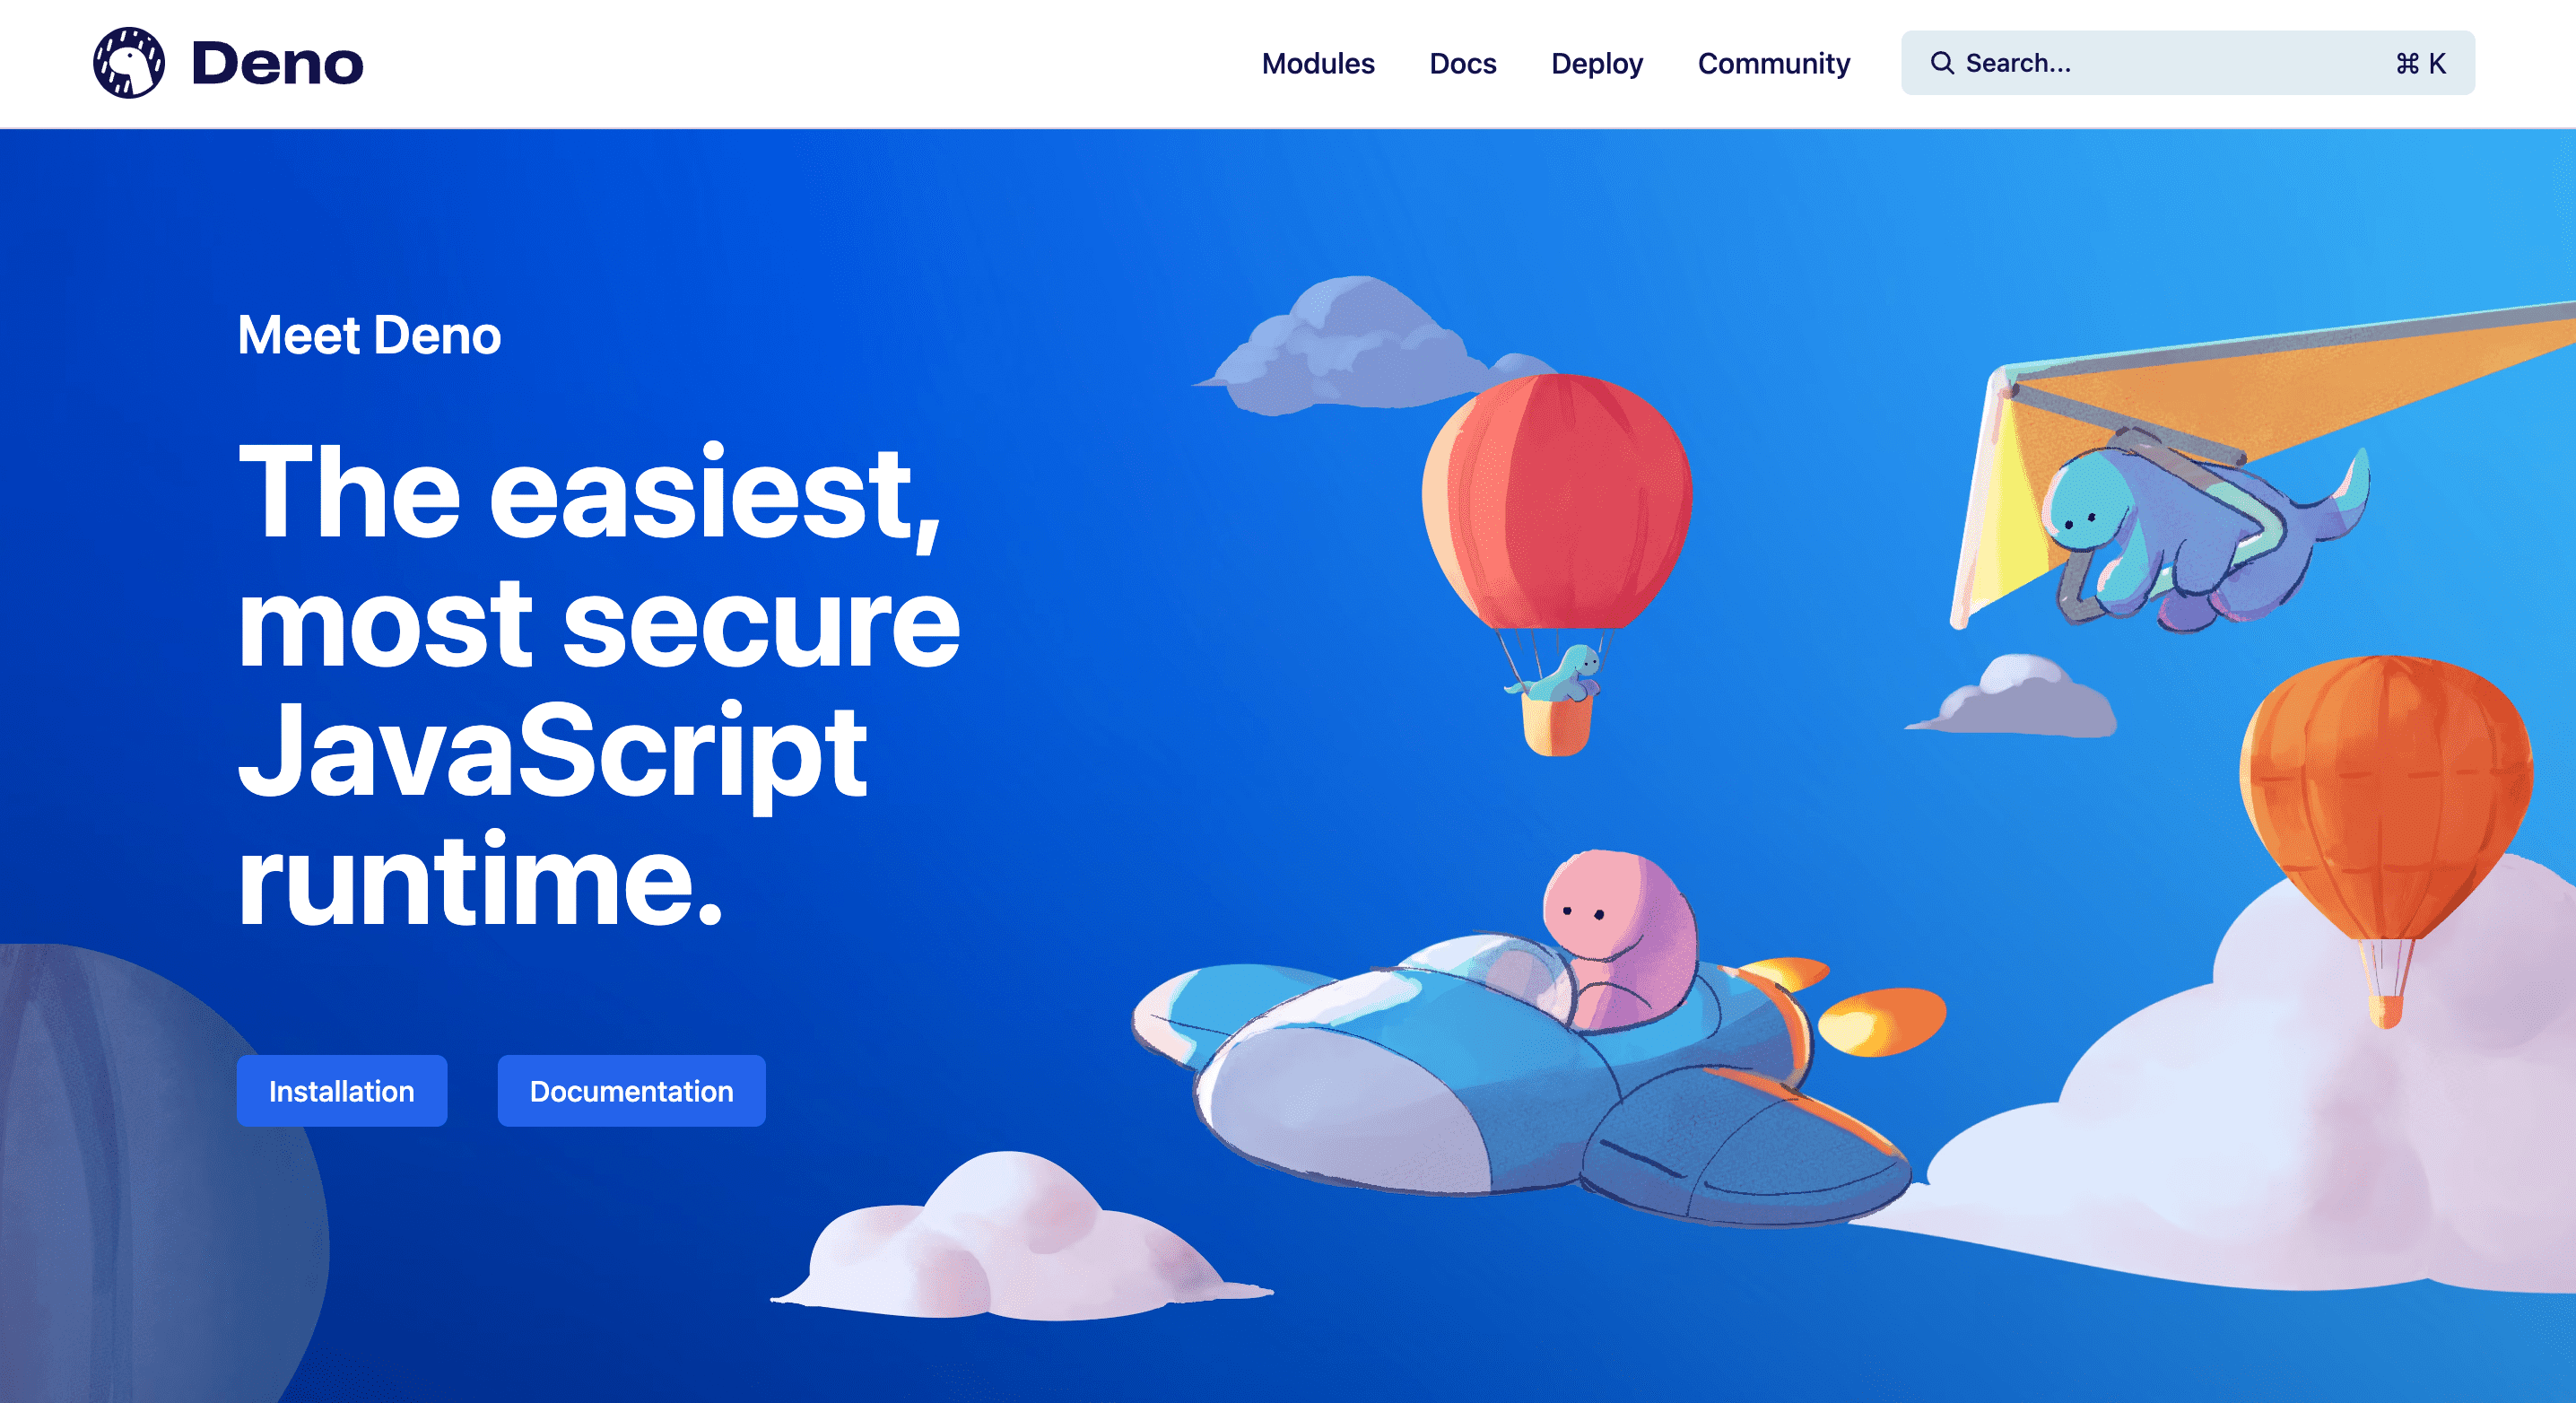 Deno
Modules Docs Deploy Community Search... ⌘ K
Meet Deno
The easiest,
most secure
JavaScript
runtime.
Installation Documentation